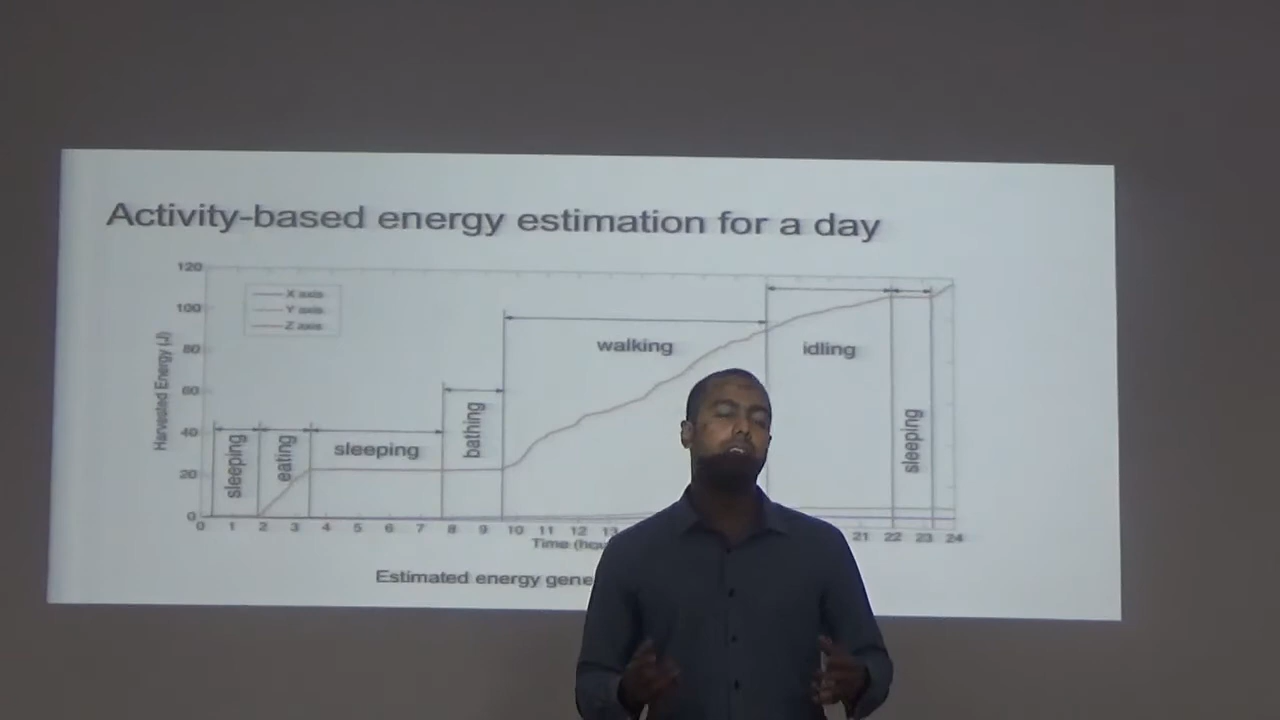 Activity-based energy estimation for a day
120
100
80
60
40
20
0
Harvested Energy (J)
X axis
Y axis
Z axis
sleeping
eating
sleeping
bathing
walking
idling
sleeping
0 1 2 3 4 5 6 7 8 9 10 11 12 13 21 22 23 24
Time (hou
Estimated energy gene